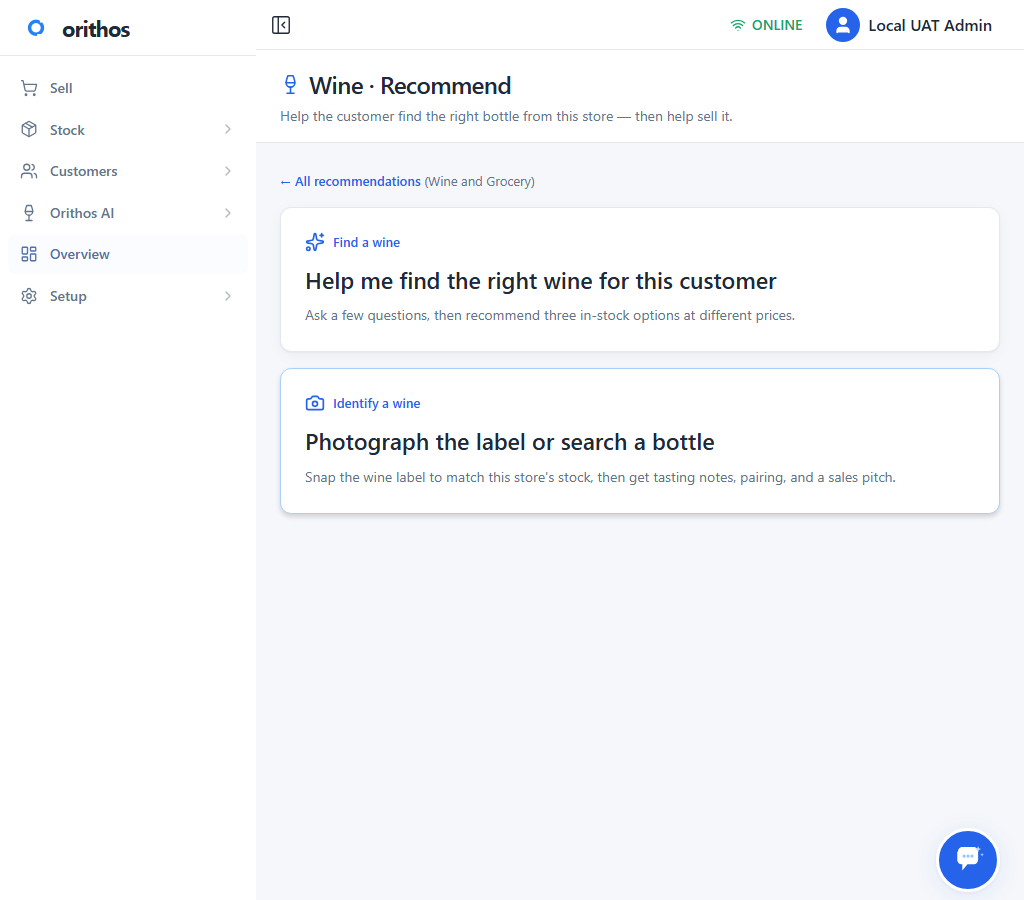 orithos
ONLINE
Local UAT Admin
Sell
Stock
Customers
Orithos AI
Overview
Setup
Wine · Recommend
Help the customer find the right bottle from this store — then help sell it.
← All recommendations (Wine and Grocery)
Find a wine
Help me find the right wine for this customer
Ask a few questions, then recommend three in-stock options at different prices.
Identify a wine
Photograph the label or search a bottle
Snap the wine label to match this store's stock, then get tasting notes, pairing, and a sales pitch.